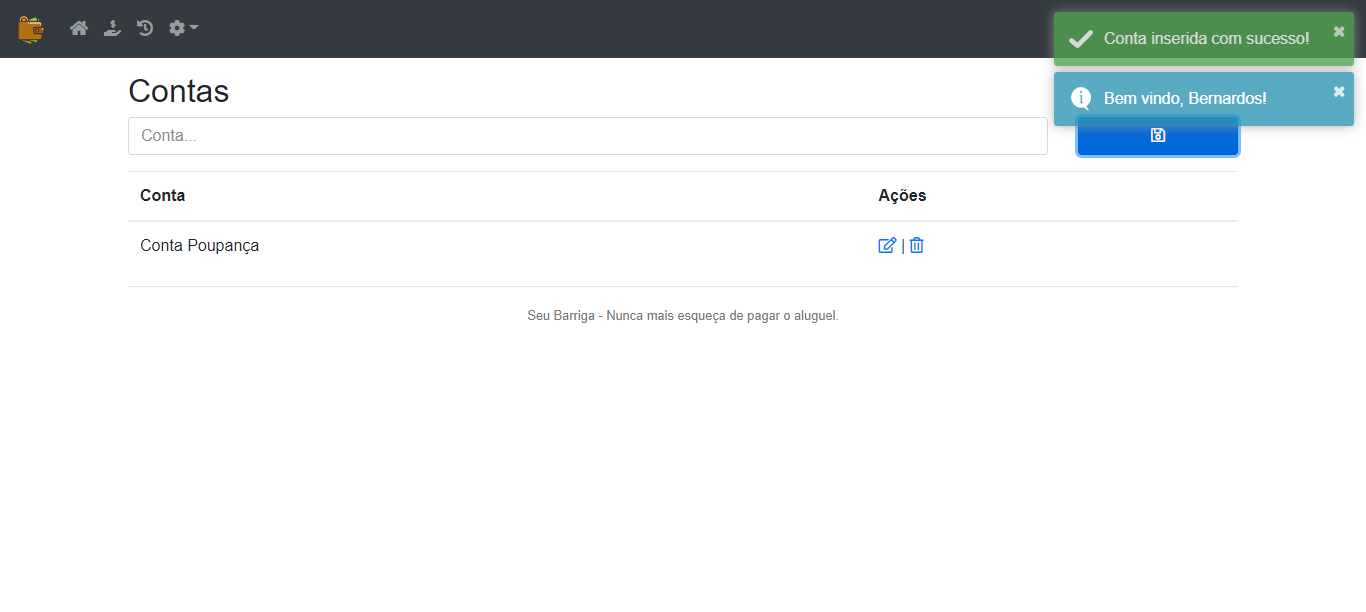 Conta inserida com sucesso!
Bem vindo, Bernardos!
Contas
Conta...
Conta Ações
Conta Poupança |
Seu Barriga - Nunca mais esqueça de pagar o aluguel.